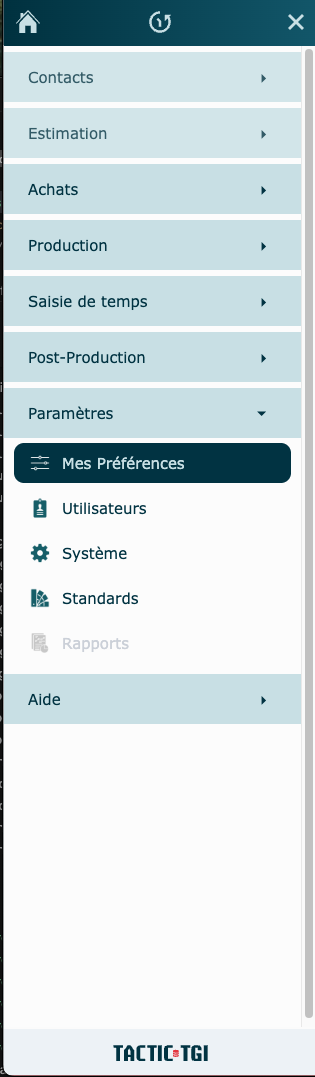 Contacts
Estimation
Achats
Production
Saisie de temps
Post-Production
Paramètres
Mes Préférences
Utilisateurs
Système
Standards
Rapports
Aide
TACTIC TGI